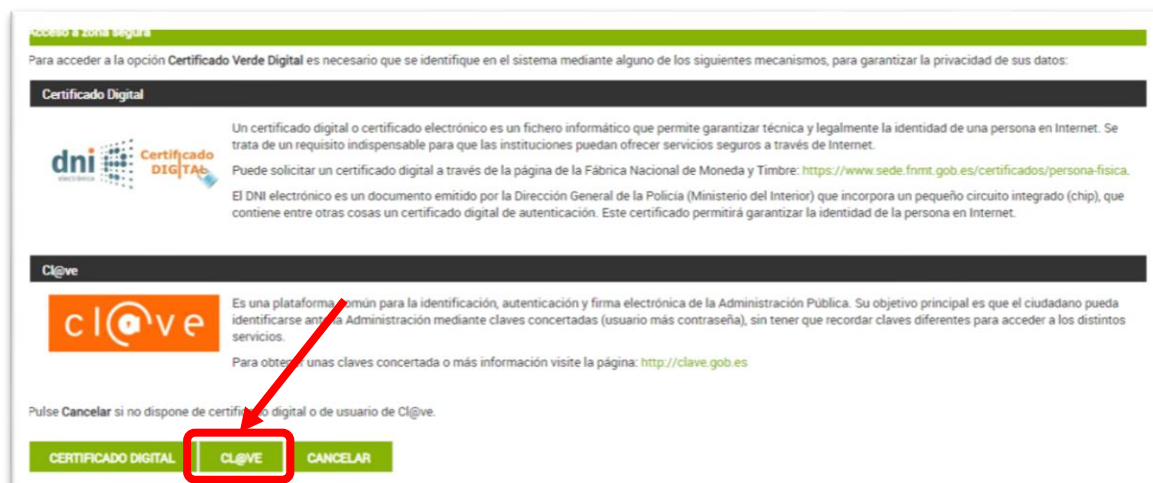 Acceso a zona segura
Para acceder a la opción Certificado Verde Digital es necesario que se identifique en el sistema mediante alguno de los siguientes mecanismos, para garantizar la privacidad de sus datos:
Certificado Digital
Un certificado digital o certificado electrónico es un fichero informático que permite garantizar técnica y legalmente la identidad de una persona en Internet. Se
trata de un requisito indispensable para que las instituciones puedan ofrecer servicios seguros a través de Internet.
dni electrónico
Certificado
DIGITAL
Puede solicitar un certificado digital a través de la página de la Fábrica Nacional de Moneda y Timbre: https://www.sede.fnmt.gob.es/certificados/persona-fisica.
El DNI electrónico es un documento emitido por la Dirección General de la Policía (Ministerio del Interior) que incorpora un pequeño circuito integrado (chip), que
contiene entre otras cosas un certificado digital de autenticación. Este certificado permitirá garantizar la identidad de la persona en Internet.
Cl@ve
cl@ve
Es una plataforma común para la identificación, autenticación y firma electrónica de la Administración Pública. Su objetivo principal es que el ciudadano pueda
identificarse ante la Administración mediante claves concertadas (usuario más contraseña), sin tener que recordar claves diferentes para acceder a los distintos
servicios.
Para obtener unas claves concertada o más información visite la página: http://clave.gob.es
Pulse Cancelar si no dispone de certificado digital o de usuario de Cl@ve.
CERTIFICADO DIGITAL CL@VE CANCELAR